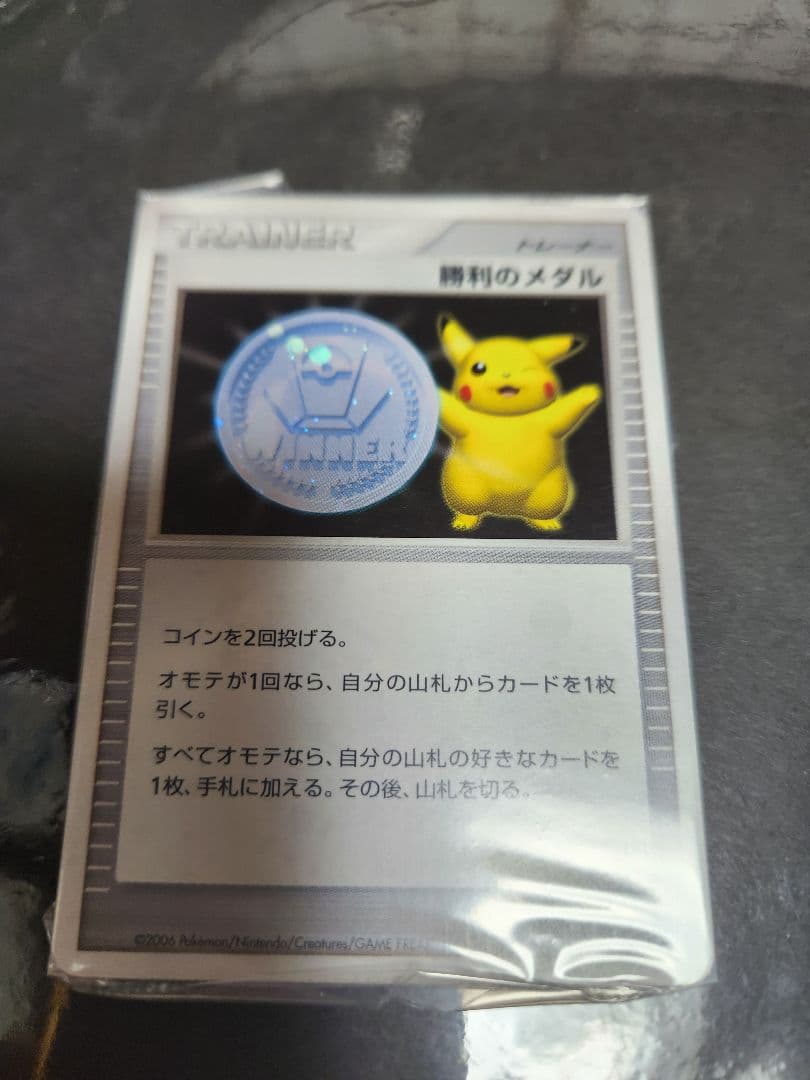 TRAINER
トレーナー
勝利のメダル
WINNER
コインを2回投げる。
オモテが1回なら、自分の山札からカードを1枚
引く。
すべてオモテなら、自分の山札の好きなカードを
1枚、手札に加える。その後、山札を切る。
©2006 Pokémon/Nintendo/Creatures/GAME